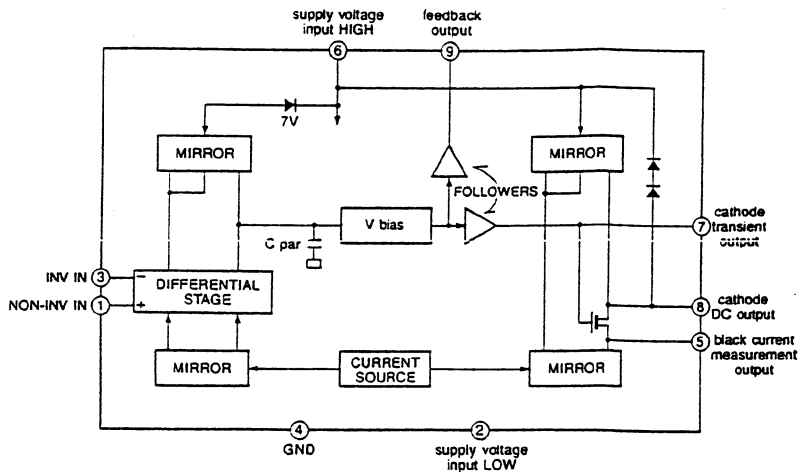 supply voltage
input HIGH
feedback
output
6
9
7V
MIRROR
MIRROR
FOLLOWERS
C par
V bias
7
cathode
transient
output
INV IN
3
−
NON-INV IN
1
+
DIFFERENTIAL
STAGE
8
cathode
DC output
5
black current
measurement
output
MIRROR
CURRENT
SOURCE
MIRROR
4
GND
2
supply voltage
input LOW